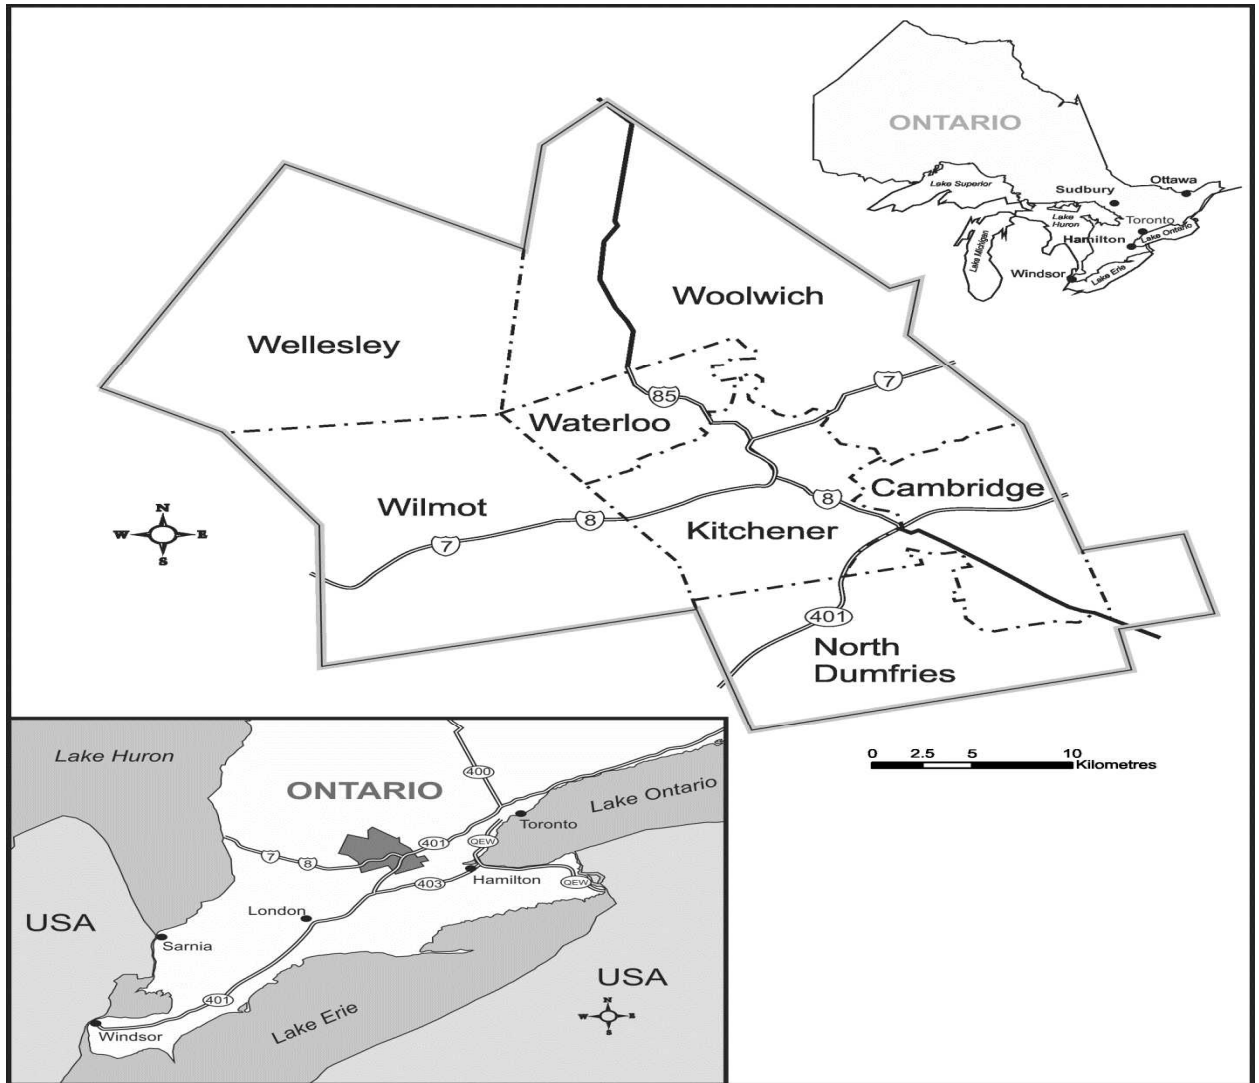 ONTARIO
Lake Superior
Sudbury
Ottawa
Lake
Huron
Toronto
Hamilton
Lake Ontario
Lake Michigan
Windsor
Lake Erie
Woolwich
Wellesley
7
85
Waterloo
Cambridge
8
Wilmot
8
Kitchener
7
N
W E
S
401
North
Dumfries
0 2.5 5 10
Kilometres
Lake Huron
400
ONTARIO
Lake Ontario
Toronto
401
QEW
7
8
Hamilton
403
QEW
London
USA
Sarnia
USA
401
N
W E
S
Lake Erie
Windsor